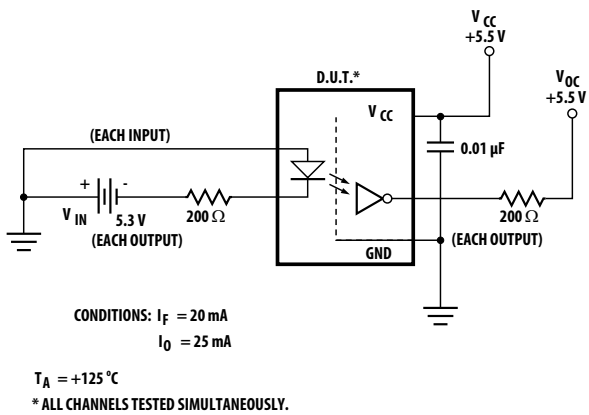 V CC
+5.5 V
D.U.T.*
V OC
+5.5 V
V CC
(EACH INPUT)
0.01 µF
+ -
V IN 5.3 V
200 Ω
200 Ω
(EACH OUTPUT)
(EACH OUTPUT)
GND
CONDITIONS: I F = 20 mA
I O = 25 mA
T A = +125 °C
* ALL CHANNELS TESTED SIMULTANEOUSLY.